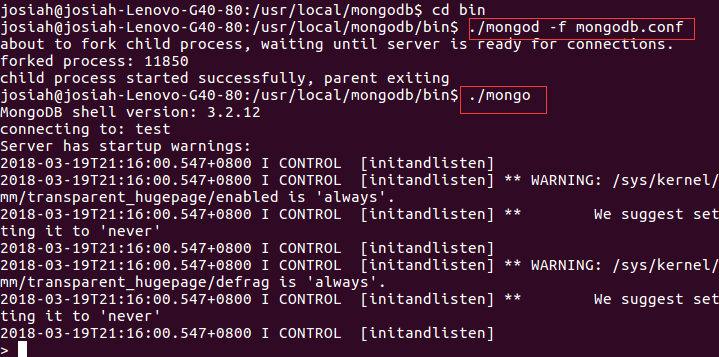 josiah@josiah-Lenovo-G40-80:/usr/local/mongodb$ cd bin
josiah@josiah-Lenovo-G40-80:/usr/local/mongodb/bin$ ./mongod -f mongodb.conf
about to fork child process, waiting until server is ready for connections.
forked process: 11850
child process started successfully, parent exiting
josiah@josiah-Lenovo-G40-80:/usr/local/mongodb/bin$ ./mongo
MongoDB shell version: 3.2.12
connecting to: test
Server has startup warnings:
2018-03-19T21:16:00.547+0800 I CONTROL  [initandlisten]
2018-03-19T21:16:00.547+0800 I CONTROL  [initandlisten] ** WARNING: /sys/kernel/
mm/transparent_hugepage/enabled is 'always'.
2018-03-19T21:16:00.547+0800 I CONTROL  [initandlisten] **        We suggest set
ting it to 'never'
2018-03-19T21:16:00.547+0800 I CONTROL  [initandlisten]
2018-03-19T21:16:00.547+0800 I CONTROL  [initandlisten] ** WARNING: /sys/kernel/
mm/transparent_hugepage/defrag is 'always'.
2018-03-19T21:16:00.547+0800 I CONTROL  [initandlisten] **        We suggest set
ting it to 'never'
2018-03-19T21:16:00.547+0800 I CONTROL  [initandlisten]
>